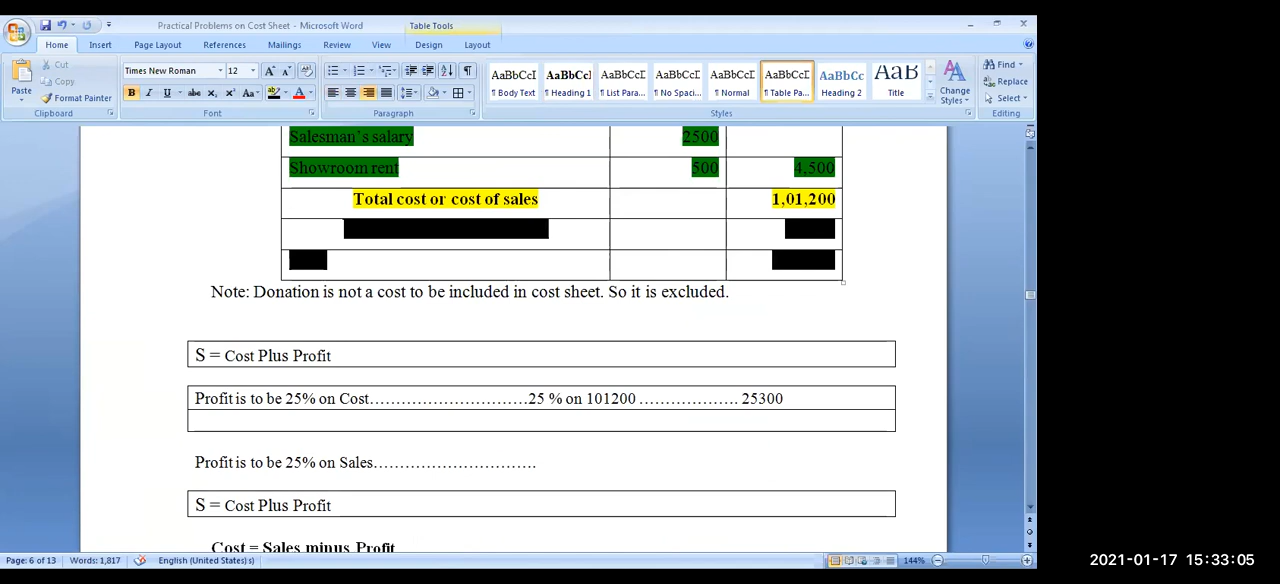 Practical Problems on Cost Sheet - Microsoft Word
Table Tools
Home Insert Page Layout References Mailings Review View Design Layout
Cut
Copy
Format Painter
Paste
Clipboard
Times New Roman 12
B I U abc X₂ X² Aa
Font
Paragraph
AaBbCcI AaBbCcl AaBbCcI AaBbCcI AaBbCcI AaBbCcI AaBbCc AaB
¶ Body Text ¶ Heading 1 ¶ List Para... ¶ No Spaci... ¶ Normal ¶ Table Pa... ¶ Heading 2 Title
Change Styles
Styles
Find
Replace
Select
Editing
Salesman's salary 2500
Showroom rent 500 4,500
Total cost or cost of sales 1,01,200
Note: Donation is not a cost to be included in cost sheet. So it is excluded.
S = Cost Plus Profit
Profit is to be 25% on Cost…………………………25 % on 101200 ………………. 25300
Profit is to be 25% on Sales………………………….
S = Cost Plus Profit
Cost = Sales minus Profit
Page: 6 of 13 Words: 1,817 English (United States) s) 144%
2021-01-17 15:33:05